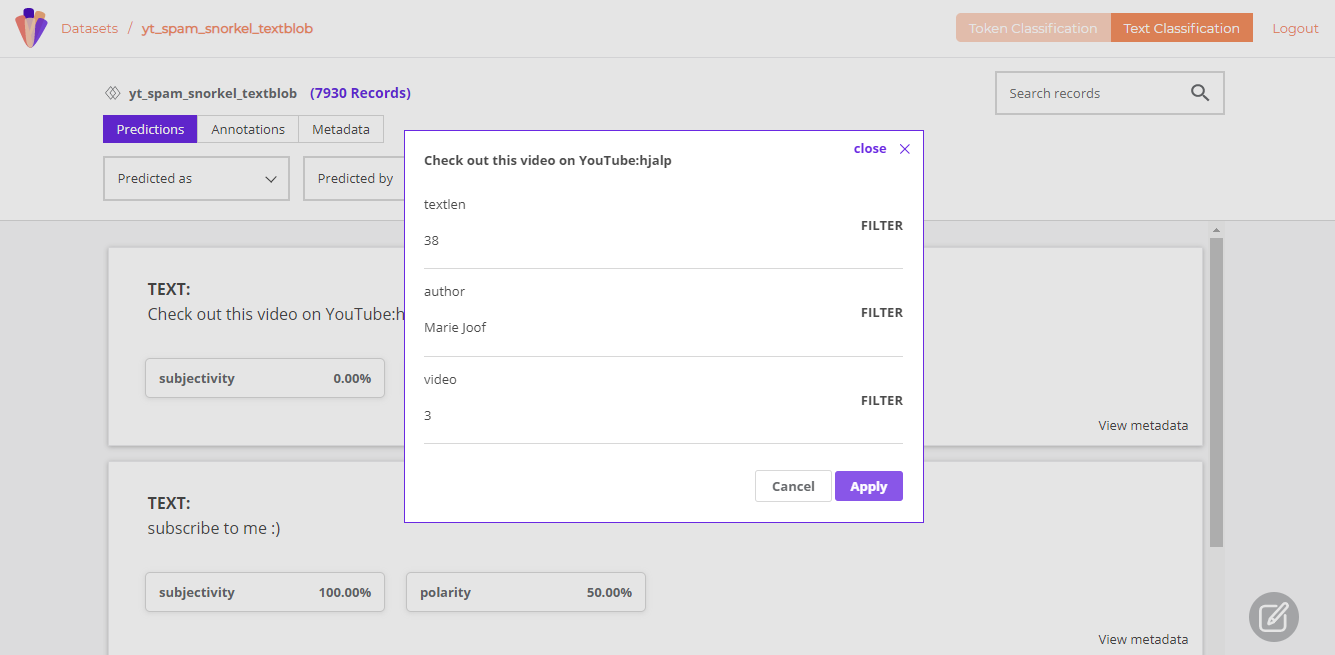 Datasets / yt_spam_snorkel_textblob
Token Classification Text Classification Logout
yt_spam_snorkel_textblob (7930 Records)
Search records
Predictions Annotations Metadata
Predicted as
Predicted by
close
Check out this video on YouTube:hjalp
textlen
38
FILTER
author
Marie Joof
FILTER
video
3
FILTER
Cancel Apply
TEXT:
Check out this video on YouTube:h
subjectivity 0.00%
View metadata
TEXT:
subscribe to me :)
subjectivity 100.00% polarity 50.00%
View metadata